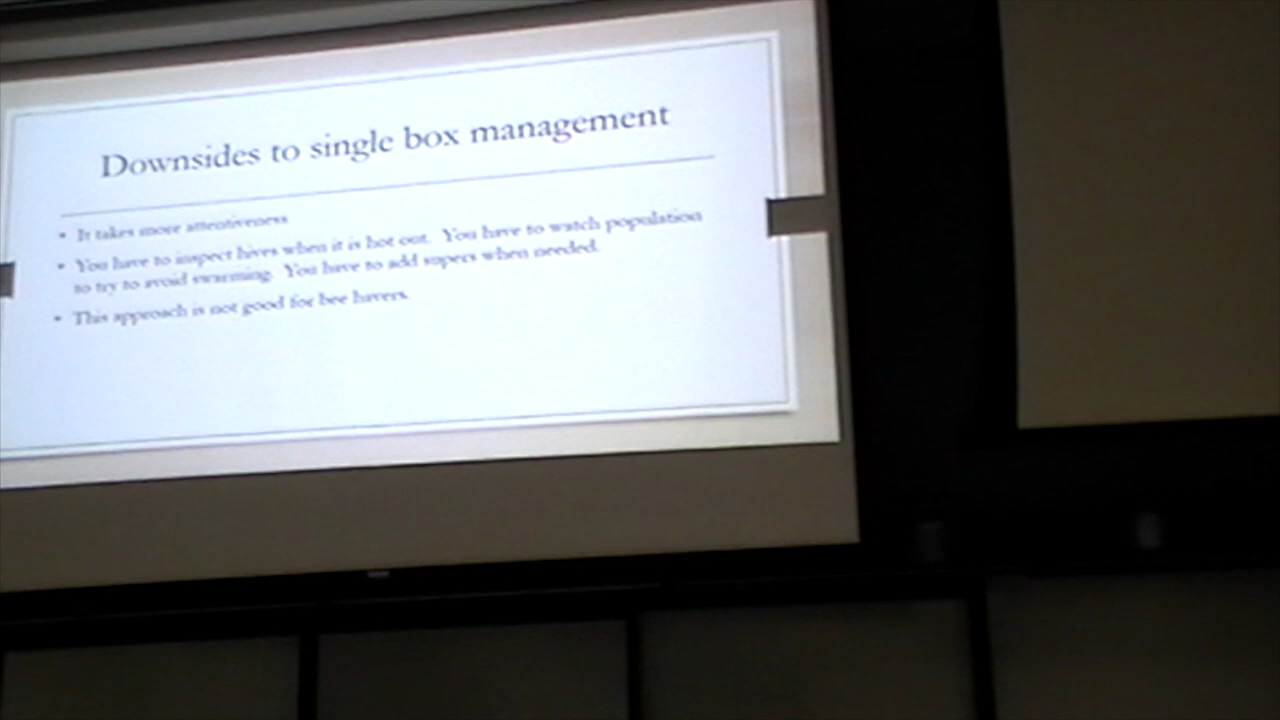 Downsides to single box management
• It takes more attentiveness
• You have to inspect hives when it is hot out. You have to watch population
to try to avoid swarming. You have to add supers when needed.
• This approach is not good for bee havers.